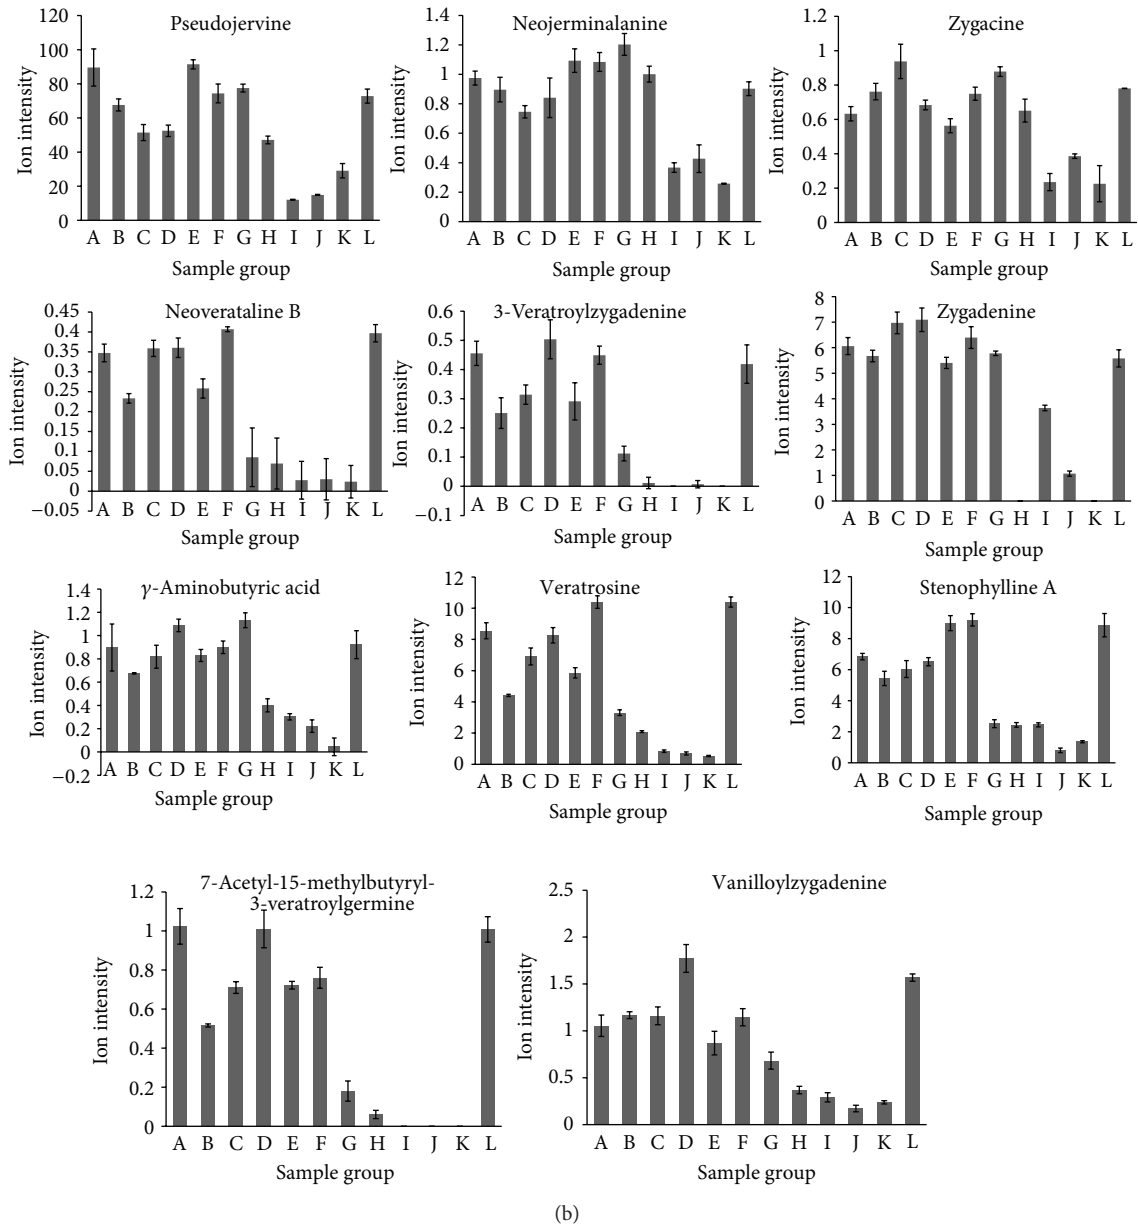 Pseudojervine
120
100
80
60
40
20
0
Ion intensity
A B C D E F G H I J K L
Sample group
Neojerminalanine
1.4
1.2
1
0.8
0.6
0.4
0.2
0
Ion intensity
A B C D E F G H I J K L
Sample group
Zygacine
1.2
1
0.8
0.6
0.4
0.2
0
Ion intensity
A B C D E F G H I J K L
Sample group
Neoverataline B
0.45
0.4
0.35
0.3
0.25
0.2
0.15
0.1
0.05
0
−0.05
Ion intensity
A B C D E F G H I J K L
Sample group
3-Veratroylzygadenine
0.6
0.5
0.4
0.3
0.2
0.1
0
−0.1
Ion intensity
A B C D E F G H I J K L
Sample group
Zygadenine
8
7
6
5
4
3
2
1
0
Ion intensity
A B C D E F G H I J K L
Sample group
γ-Aminobutyric acid
1.4
1.2
1
0.8
0.6
0.4
0.2
0
−0.2
Ion intensity
A B C D E F G H I J K L
Sample group
Veratrosine
12
10
8
6
4
2
0
Ion intensity
A B C D E F G H I J K L
Sample group
Stenophylline A
12
10
8
6
4
2
0
Ion intensity
A B C D E F G H I J K L
Sample group
7-Acetyl-15-methylbutyryl-
3-veratroylgermine
1.2
1
0.8
0.6
0.4
0.2
0
Ion intensity
A B C D E F G H I J K L
Sample group
Vanilloylzygadenine
2.5
2
1.5
1
0.5
0
Ion intensity
A B C D E F G H I J K L
Sample group
(b)